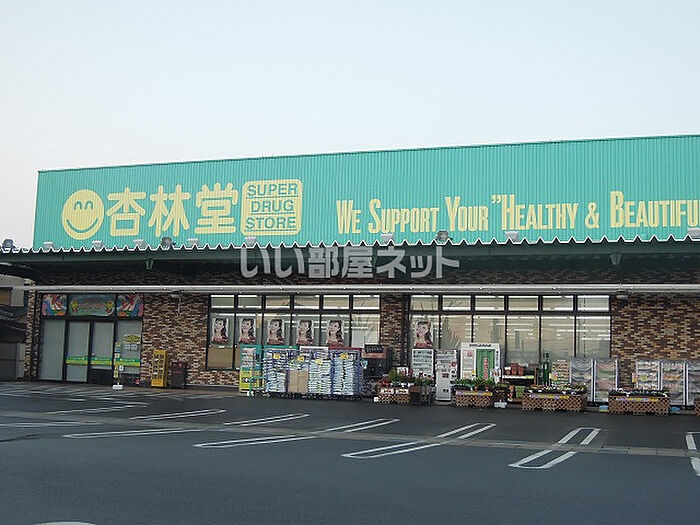 杏林堂
SUPER
DRUG
STORE
WE SUPPORT YOUR "HEALTHY & BEAUTIFU
いい部屋ネット